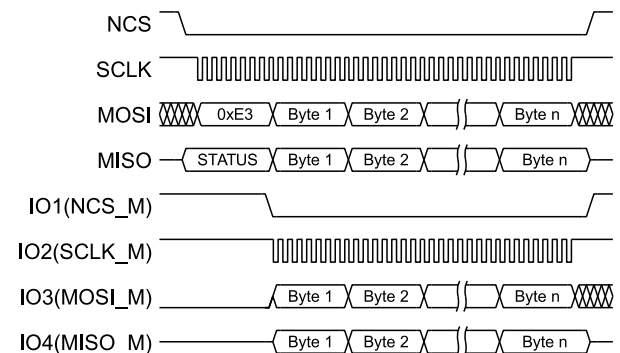 NCS
SCLK
MOSI 0xE3 Byte 1 Byte 2 Byte n
MISO STATUS Byte 1 Byte 2 Byte n
IO1(NCS_M)
IO2(SCLK_M)
IO3(MOSI_M) Byte 1 Byte 2 Byte n
IO4(MISO_M) Byte 1 Byte 2 Byte n